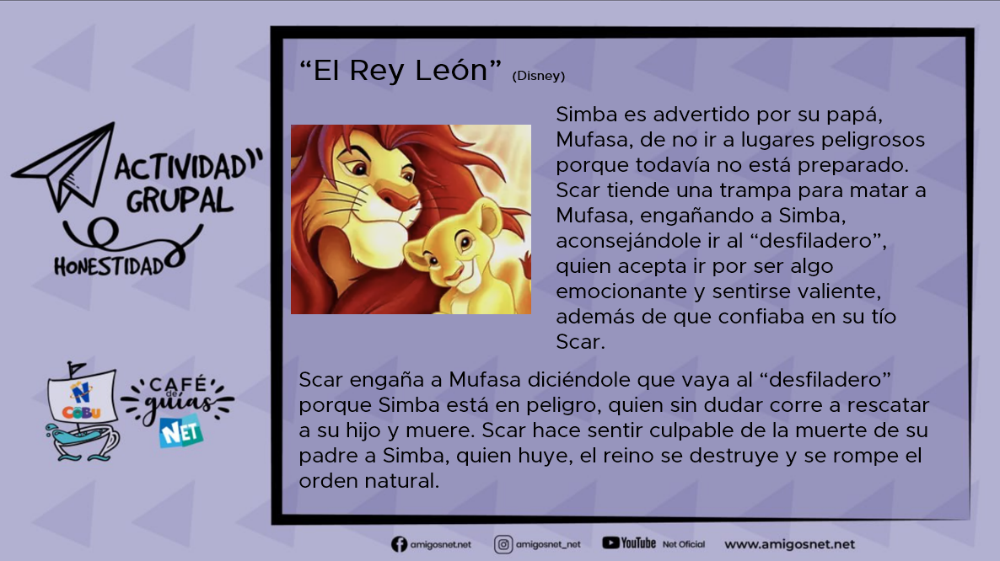 “El Rey León” (Disney)
Simba es advertido por su papá,
Mufasa, de no ir a lugares peligrosos
porque todavía no está preparado.
Scar tiende una trampa para matar a
Mufasa, engañando a Simba,
aconsejándole ir al “desfiladero”,
quien acepta ir por ser algo
emocionante y sentirse valiente,
además de que confiaba en su tío
Scar.
Scar engaña a Mufasa diciéndole que vaya al “desfiladero”
porque Simba está en peligro, quien sin dudar corre a rescatar
a su hijo y muere. Scar hace sentir culpable de la muerte de su
padre a Simba, quien huye, el reino se destruye y se rompe el
orden natural.
ACTIVIDAD
GRUPAL
HONESTIDAD
N
CōBU
CAFÉ
de
guías
NET
amigosnet.net
amigosnet_net
YouTube Net Oficial
www.amigosnet.net